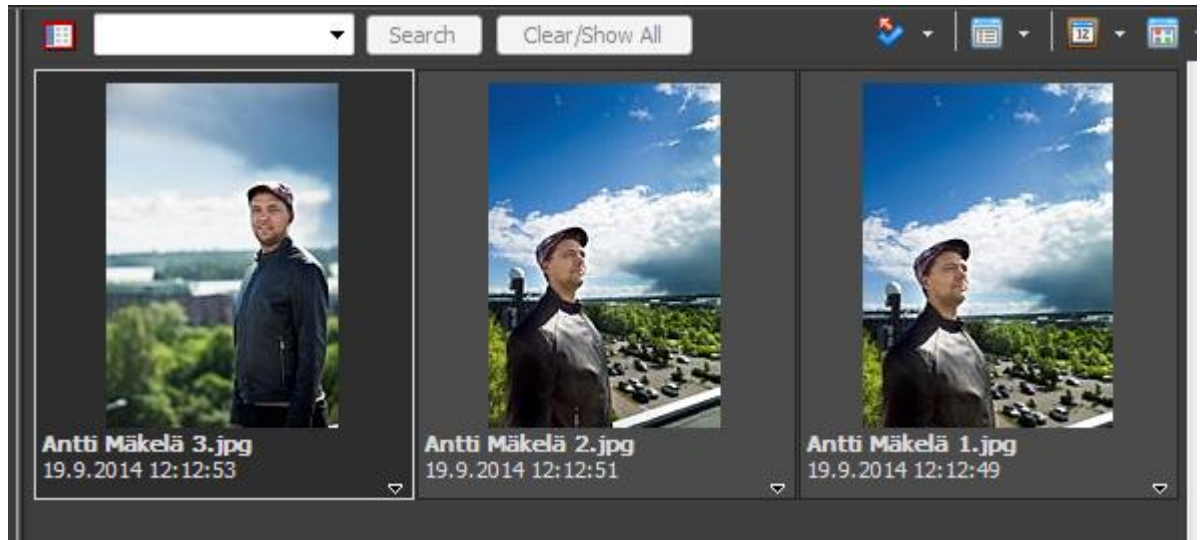 Search
Clear/Show All
12
Antti Mäkelä 3.jpg
19.9.2014 12:12:53
Antti Mäkelä 2.jpg
19.9.2014 12:12:51
Antti Mäkelä 1.jpg
19.9.2014 12:12:49